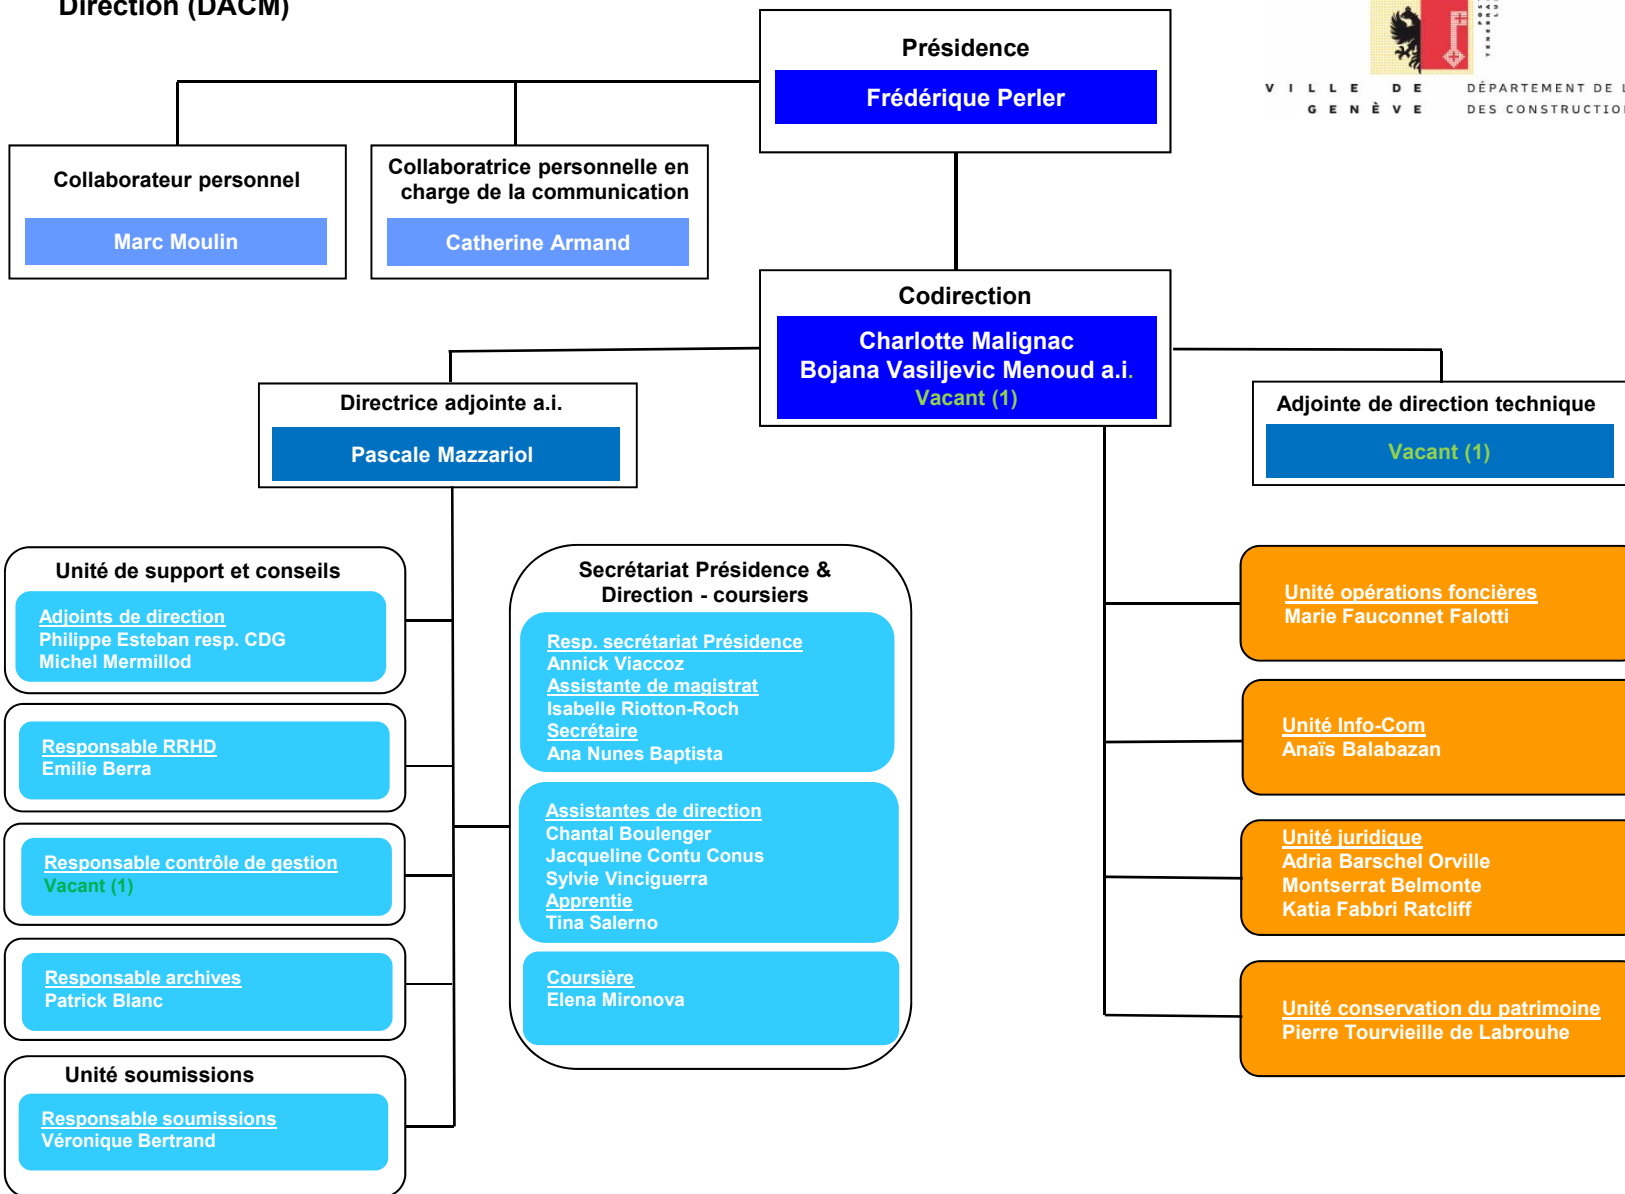 Direction (DACM)
VILLE DE
GENÈVE
DÉPARTEMENT DE
DES
Présidence
Frédérique Perler
Collaborateur personnel
Marc Moulin
Collaboratrice personnelle en
charge de la communication
Catherine Armand
Codirection
Charlotte Malignac
Bojana Vasiljevic Menoud a.i.
Vacant (1)
Directrice adjointe a.i.
Pascale Mazzariol
Adjointe de direction technique
Vacant (1)
Unité de support et conseils
Adjoints de direction
Philippe Esteban resp. CDG
Michel Mermillod
Responsable RRHD
Emilie Berra
Responsable contrôle de gestion
Vacant (1)
Responsable archives
Patrick Blanc
Unité soumissions
Responsable soumissions
Véronique Bertrand
Secrétariat Présidence &
Direction - coursiers
Resp. secrétariat Présidence
Annick Viaccoz
Assistante de magistrat
Isabelle Riotton-Roch
Secrétaire
Ana Nunes Baptista
Assistantes de direction
Chantal Boulenger
Jacqueline Contu Conus
Sylvie Vinciguerra
Apprentie
Tina Salerno
Coursière
Elena Mironova
Unité opérations foncières
Marie Fauconnet Falotti
Unité Info-Com
Anaïs Balabazan
Unité juridique
Adria Barschel Orville
Montserrat Belmonte
Katia Fabbri Ratcliff
Unité conservation du patrimoine
Pierre Tourvieille de Labrouhe